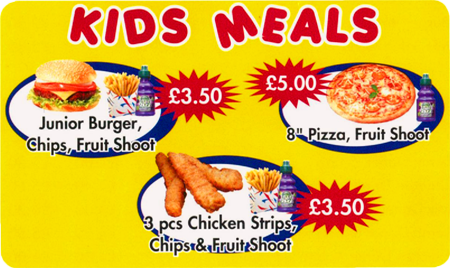 KIDS MEALS
£3.50
Junior Burger,
Chips, Fruit Shoot
£5.00
8" Pizza, Fruit Shoot
3 pcs Chicken Strips,
Chips & Fruit Shoot
£3.50